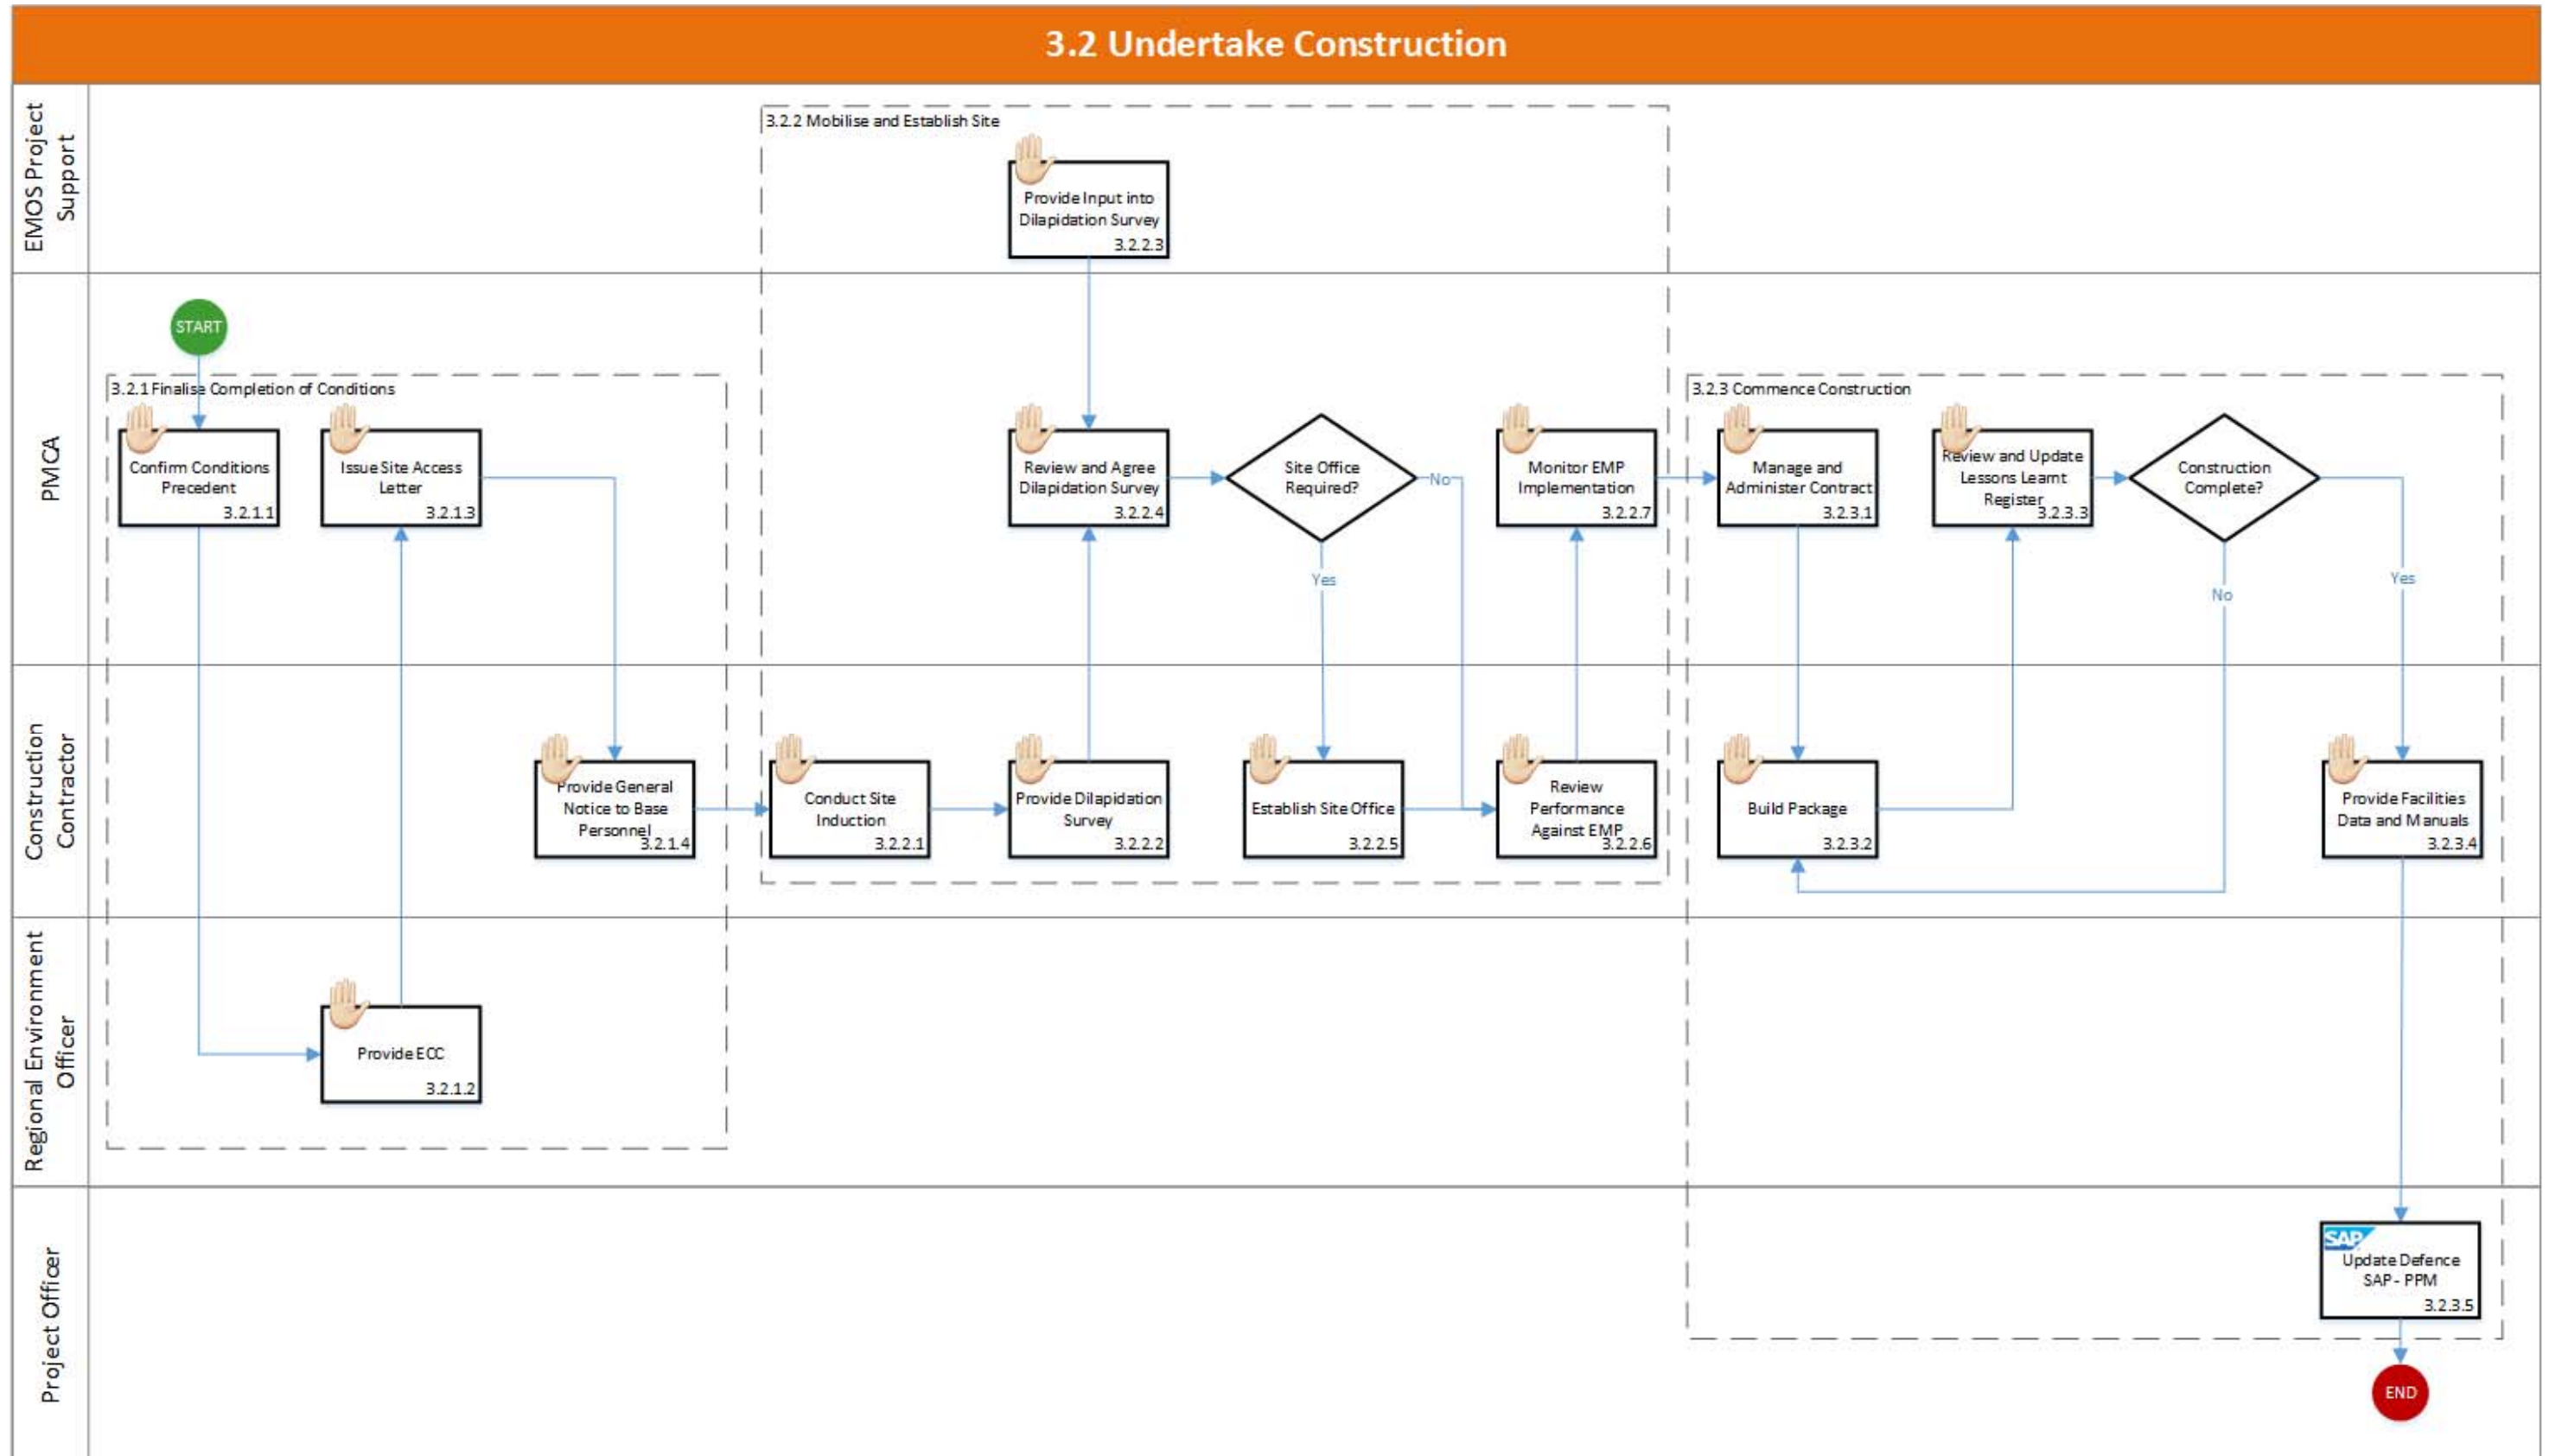 3.2 Undertake Construction
EMOS Project
Support
3.2.2 Mobilise and Establish Site
Provide Input into
Dilapidation Survey
3.2.2.3
PMCA
START
3.2.1 Finalise Completion of Conditions
Confirm Conditions
Precedent
3.2.1.1
Issue Site Access
Letter
3.2.1.3
Review and Agree
Dilapidation Survey
3.2.2.4
Site Office
Required?
No
Yes
Monitor EMP
Implementation
3.2.2.7
3.2.3 Commence Construction
Manage and
Administer Contract
3.2.3.1
Review and Update
Lessons Learnt
Register
3.2.3.3
Construction
Complete?
No
Yes
Construction
Contractor
Provide General
Notice to Base
Personnel
3.2.1.4
Conduct Site
Induction
3.2.2.1
Provide Dilapidation
Survey
3.2.2.2
Establish Site Office
3.2.2.5
Review
Performance
Against EMP
3.2.2.6
Build Package
3.2.3.2
Provide Facilities
Data and Manuals
3.2.3.4
Regional Environment
Officer
Provide ECC
3.2.1.2
Project Officer
SAP
Update Defence
SAP - PPM
3.2.3.5
END